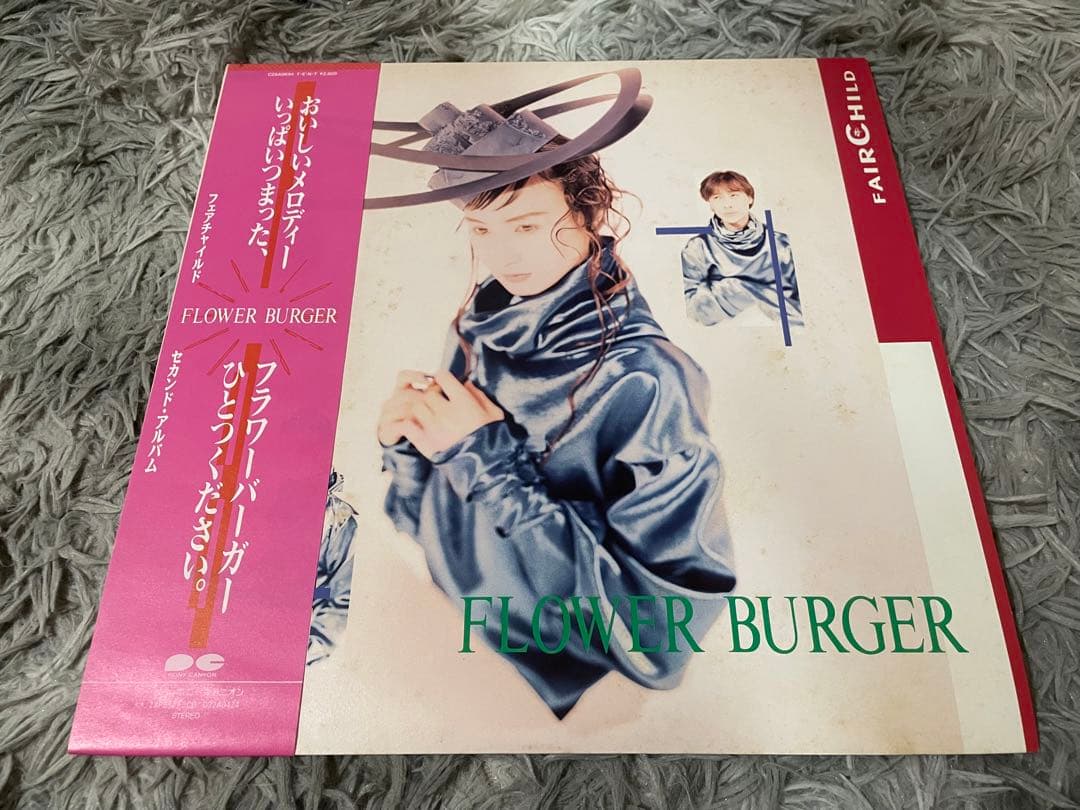 おいしいメロディー
いっぱいつまった、
フェアチャイルド
FLOWER BURGER
セカンド・アルバム
フラワーバーガー
ひとつください。
PONY CANYON
STEREO
FAIRCHILD
FLOWER BURGER